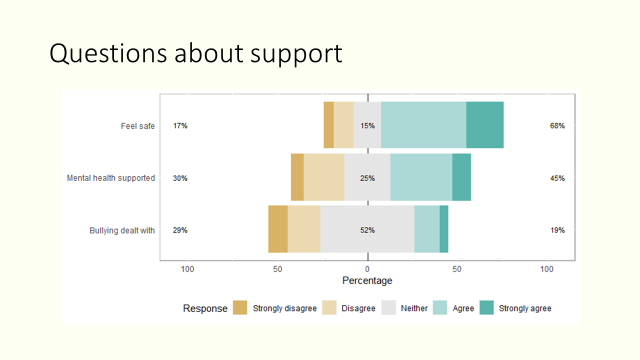 Questions about support
Feel safe 17% 15% 68%
Mental health supported 30% 25% 45%
Bullying dealt with 29% 52% 19%
100 50 0 50 100
Percentage
Response Strongly disagree Disagree Neither Agree Strongly agree